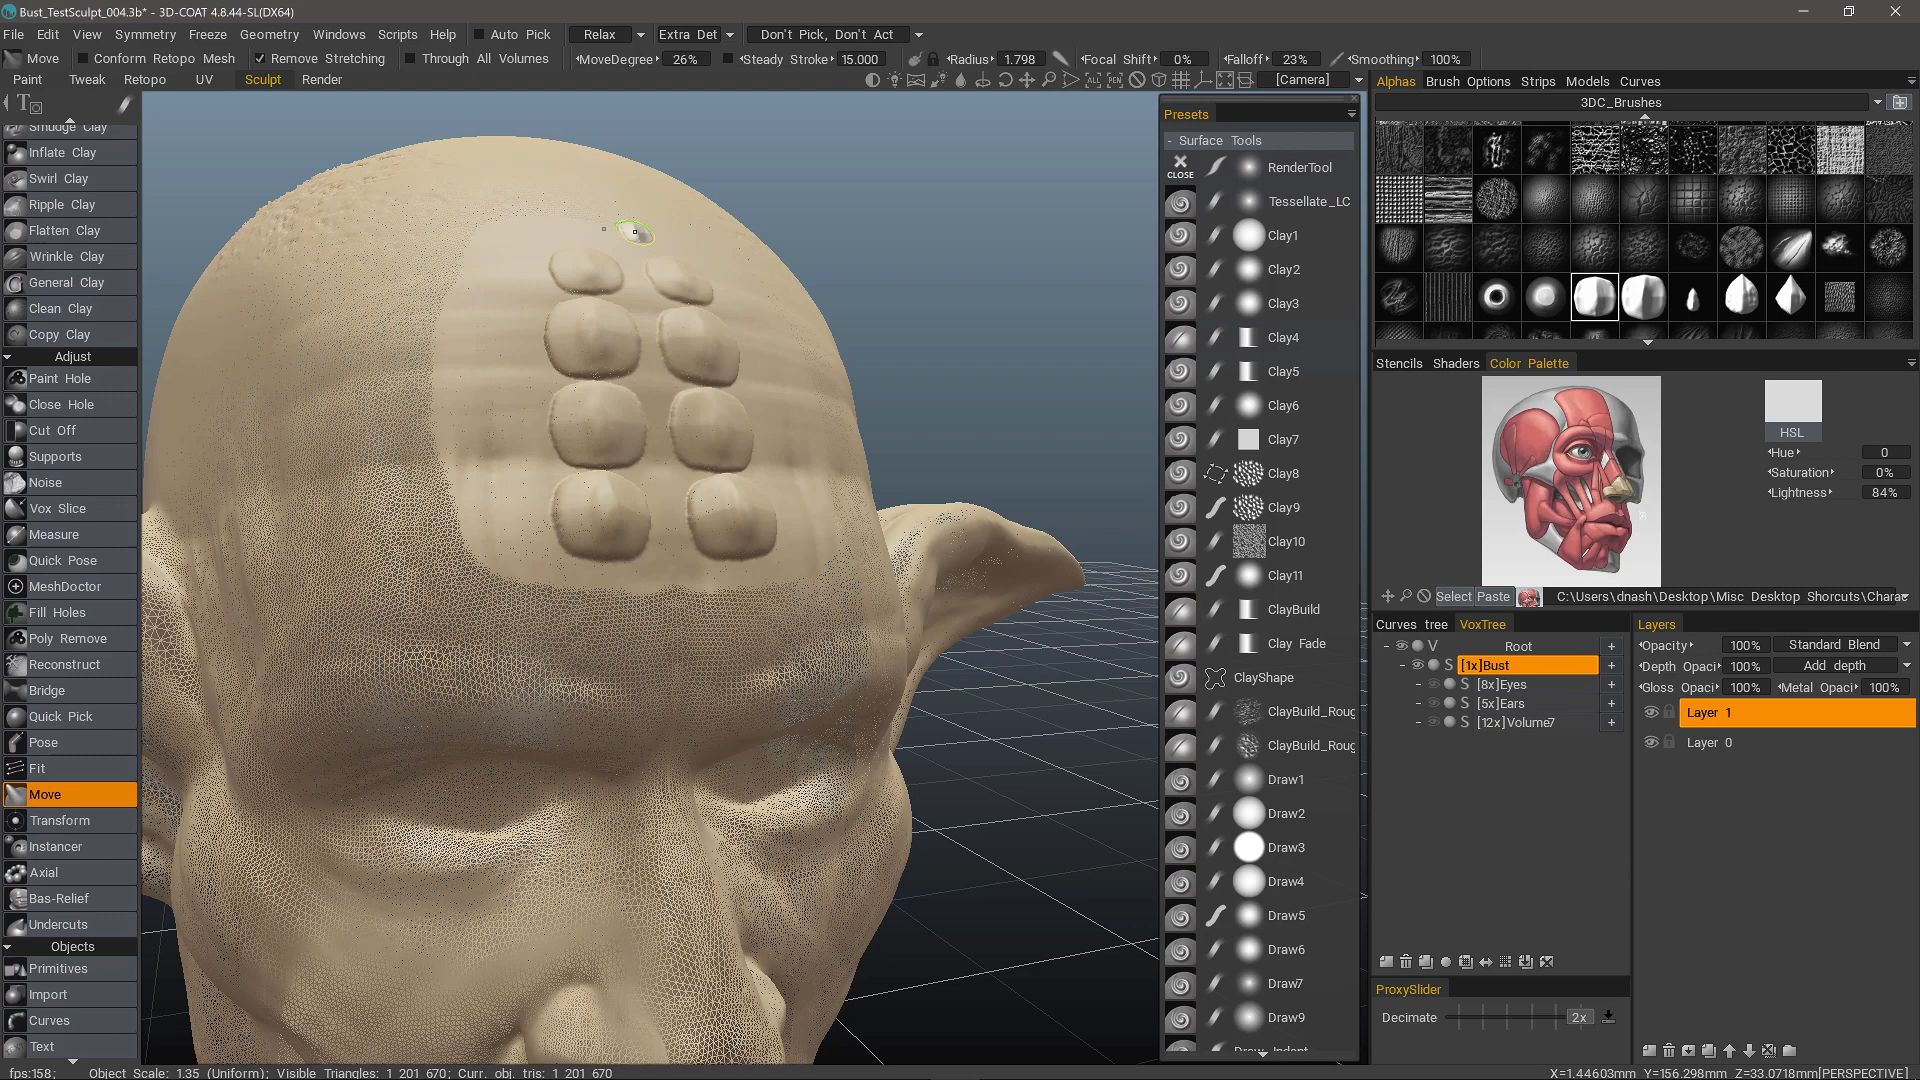 Bust_TestSculpt_004.3b* - 3D-COAT 4.8.44-SL(DX64)
File Edit View Symmetry Freeze Geometry Windows Scripts Help Auto Pick Relax Extra Det Don't Pick, Don't Act
Move Conform Retopo Mesh Remove Stretching Through All Volumes MoveDegree 26% Steady Stroke 15.000 Radius 1.798 Focal Shift 0% Falloff 23% Smoothing 100%
Paint Tweak Retopo UV Sculpt Render [Camera]
Smudge Clay
Inflate Clay
Swirl Clay
Ripple Clay
Flatten Clay
Wrinkle Clay
General Clay
Clean Clay
Copy Clay
Adjust
Paint Hole
Close Hole
Cut Off
Supports
Noise
Vox Slice
Measure
Quick Pose
MeshDoctor
Fill Holes
Poly Remove
Reconstruct
Bridge
Quick Pick
Pose
Fit
Move
Transform
Instancer
Axial
Bas-Relief
Undercuts
Objects
Primitives
Import
Curves
Text
Presets
- Surface Tools
CLOSE RenderTool
Tessellate_LC
Clay1
Clay2
Clay3
Clay4
Clay5
Clay6
Clay7
Clay8
Clay9
Clay10
Clay11
ClayBuild
Clay Fade
ClayShape
ClayBuild_Roug
ClayBuild_Roug
Draw1
Draw2
Draw3
Draw4
Draw5
Draw6
Draw7
Draw9
Draw Indent
Alphas Brush Options Strips Models Curves
3DC_Brushes
Stencils Shaders Color Palette
HSL
Hue 0
Saturation 0%
Lightness 84%
Select Paste C:\Users\dnash\Desktop\Misc Desktop Shorcuts\Charac
Curves tree VoxTree
V Root +
S [1x]Bust +
S [8x]Eyes +
S [5x]Ears +
S [12x]Volume7 +
Layers
Opacity 100% Standard Blend
Depth Opaci 100% Add depth
Gloss Opaci 100% Metal Opaci 100%
Layer 1
Layer 0
ProxySlider
Decimate 2x
fps:158; Object Scale: 1.35 (Uniform); Visible Triangles: 1 201 670; Curr. obj. tris: 1 201 670 X=1.44603mm Y=156.298mm Z=33.0718mm[PERSPECTIVE]